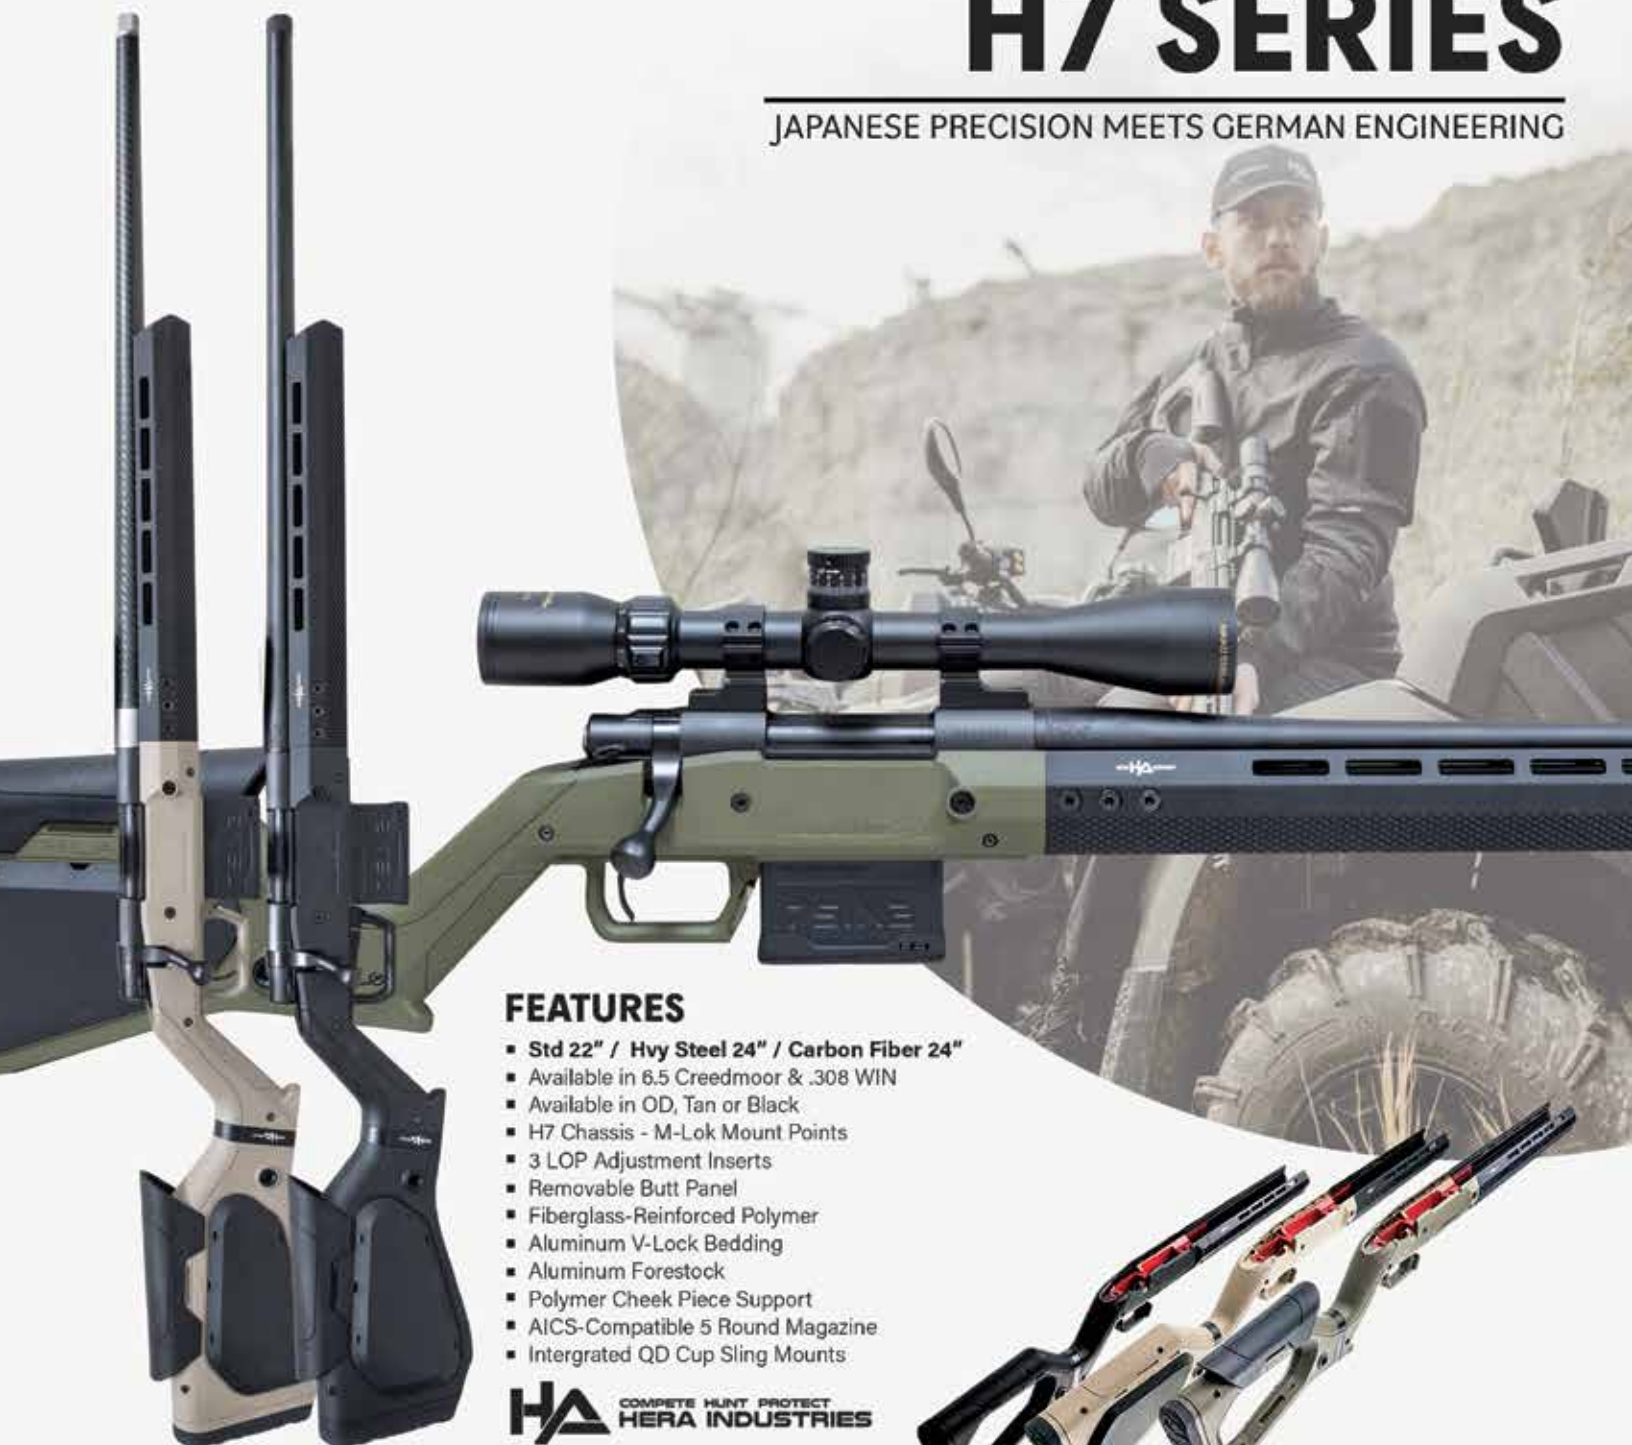 H7 SERIES
JAPANESE PRECISION MEETS GERMAN ENGINEERING
FEATURES
▪ Std 22" / Hvy Steel 24" / Carbon Fiber 24"
▪ Available in 6.5 Creedmoor & .308 WIN
▪ Available in OD, Tan or Black
▪ H7 Chassis - M-Lok Mount Points
▪ 3 LOP Adjustment Inserts
▪ Removable Butt Panel
▪ Fiberglass-Reinforced Polymer
▪ Aluminum V-Lock Bedding
▪ Aluminum Forestock
▪ Polymer Cheek Piece Support
▪ AICS-Compatible 5 Round Magazine
▪ Intergrated QD Cup Sling Mounts
HA
COMPETE HUNT PROTECT
HERA INDUSTRIES